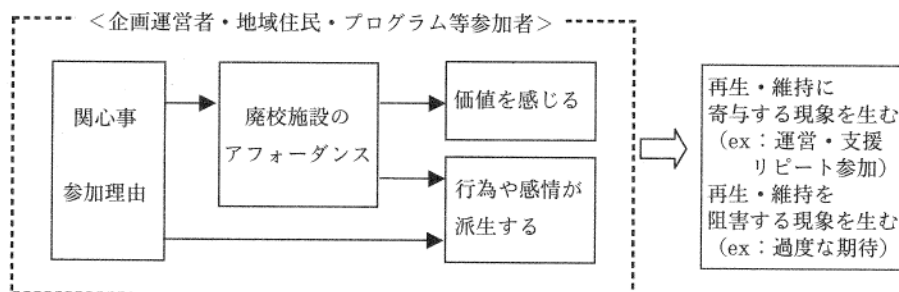 ＜企画運営者・地域住民・プログラム等参加者＞
関心事
参加理由
廃校施設の
アフォーダンス
価値を感じる
行為や感情が
派生する
再生・維持に
寄与する現象を生む
（ex：運営・支援
リピート参加）
再生・維持を
阻害する現象を生む
（ex：過度な期待）